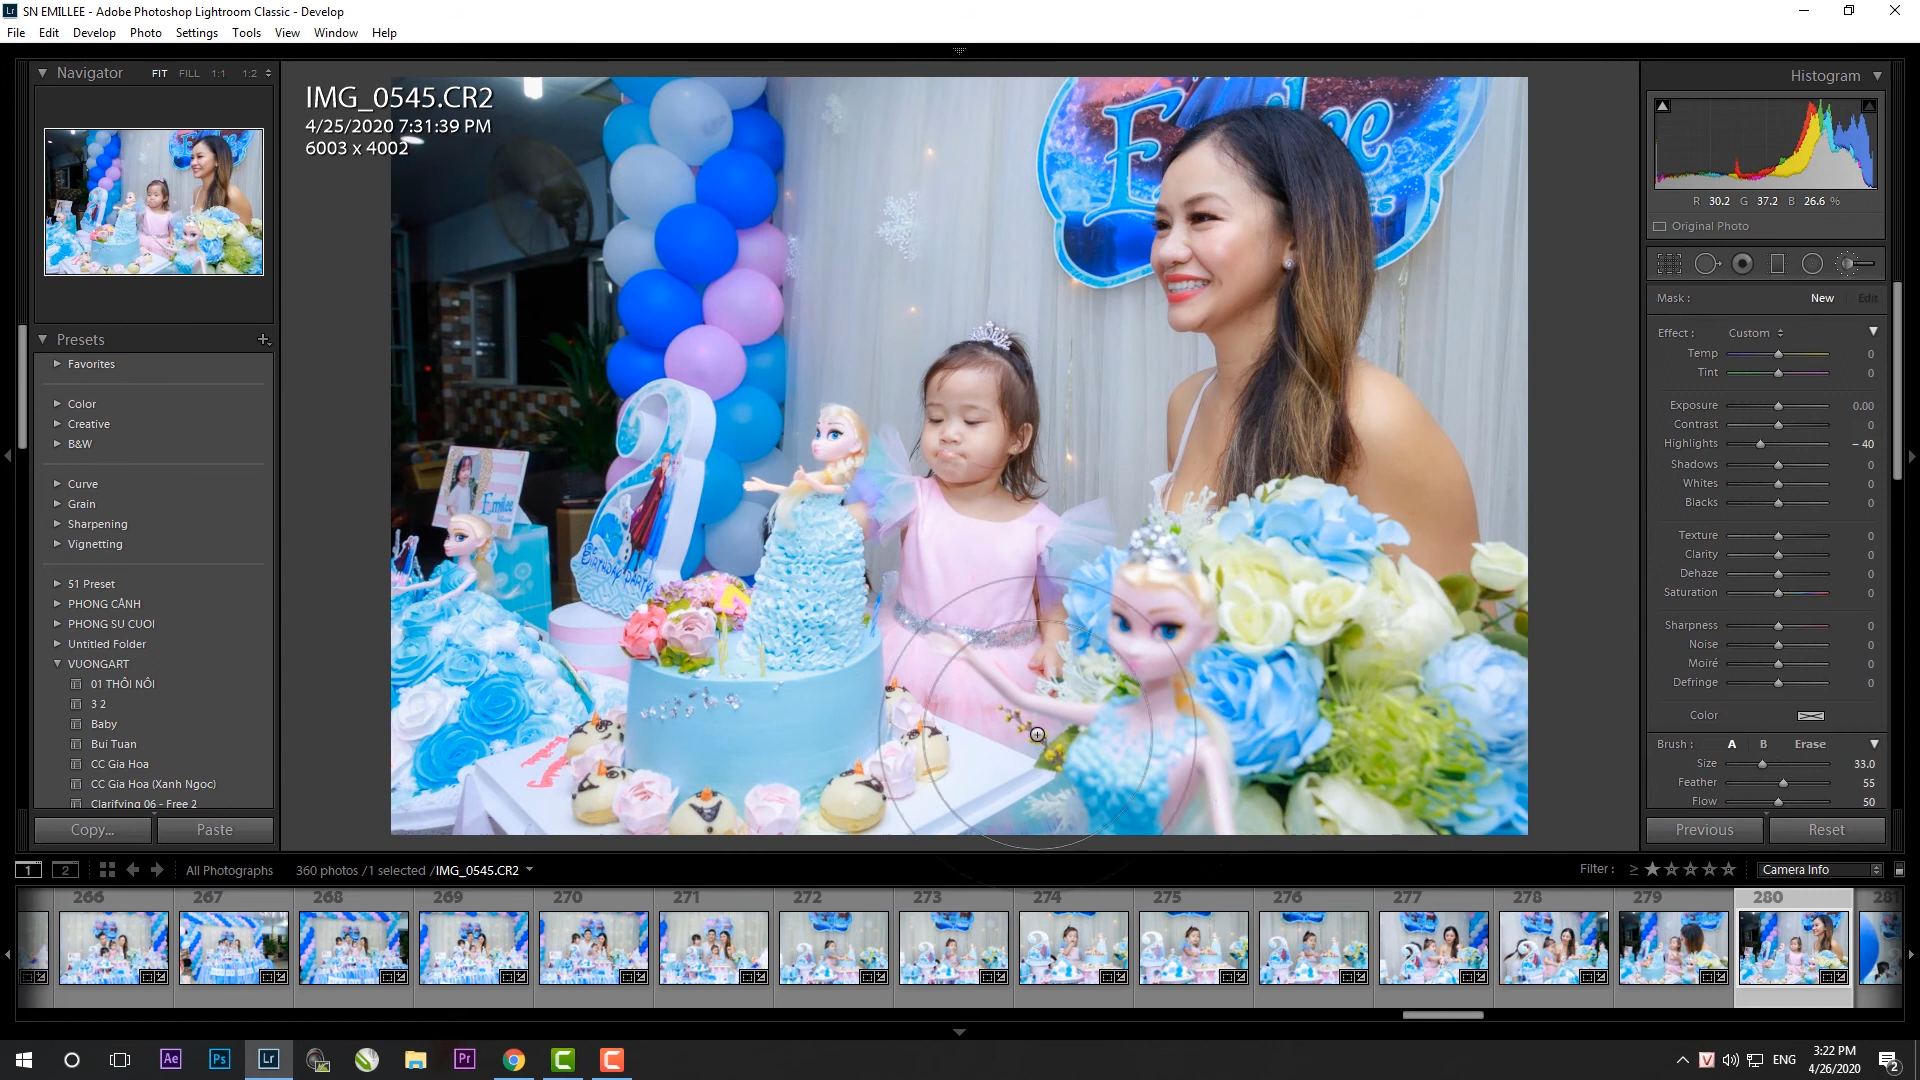 SN EMILLEE - Adobe Photoshop Lightroom Classic - Develop
File Edit Develop Photo Settings Tools View Window Help
Navigator FIT FILL 1:1 1:2
IMG_0545.CR2
4/25/2020 7:31:39 PM
6003 x 4002
Emilee
BIRTHDAY PARTY
Presets
Favorites
Color
Creative
B&W
Curve
Grain
Sharpening
Vignetting
51 Preset
PHONG CẢNH
PHONG SU CUOI
Untitled Folder
VUONGART
01 THÔI NÔI
3 2
Baby
Bui Tuan
CC Gia Hoa
CC Gia Hoa (Xanh Ngoc)
Clarifying 06 - Free 2
Copy... Paste
Histogram
R 30.2 G 37.2 B 26.6 %
Original Photo
Mask : New Edit
Effect : Custom
Temp 0
Tint 0
Exposure 0.00
Contrast 0
Highlights – 40
Shadows 0
Whites 0
Blacks 0
Texture 0
Clarity 0
Dehaze 0
Saturation 0
Sharpness 0
Noise 0
Moiré 0
Defringe 0
Color
Brush : A B Erase
Size 33.0
Feather 55
Flow 50
Previous Reset
1 2 All Photographs 360 photos / 1 selected / IMG_0545.CR2 Filter : ≥ Camera Info
266 267 268 269 270 271 272 273 274 275 276 277 278 279 280 281
Ae Ps Lr Pr V ENG
3:22 PM
4/26/2020
2